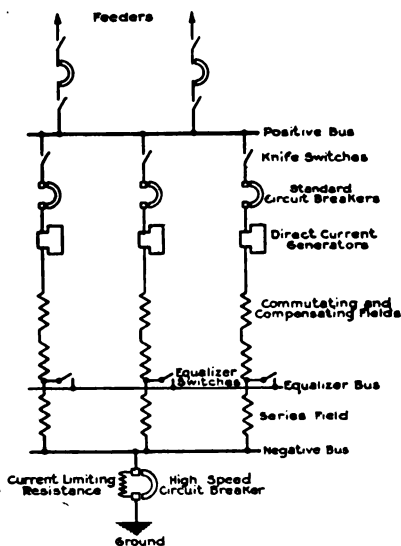 Feeders
Positive Bus
Knife Switches
Standard
Circuit Breakers
Direct Current
Generators
Commutating and
Compensating Fields
Equalizer
Switches
Equalizer Bus
Series Field
Negative Bus
Current Limiting
Resistance
High Speed
Circuit Breaker
Ground